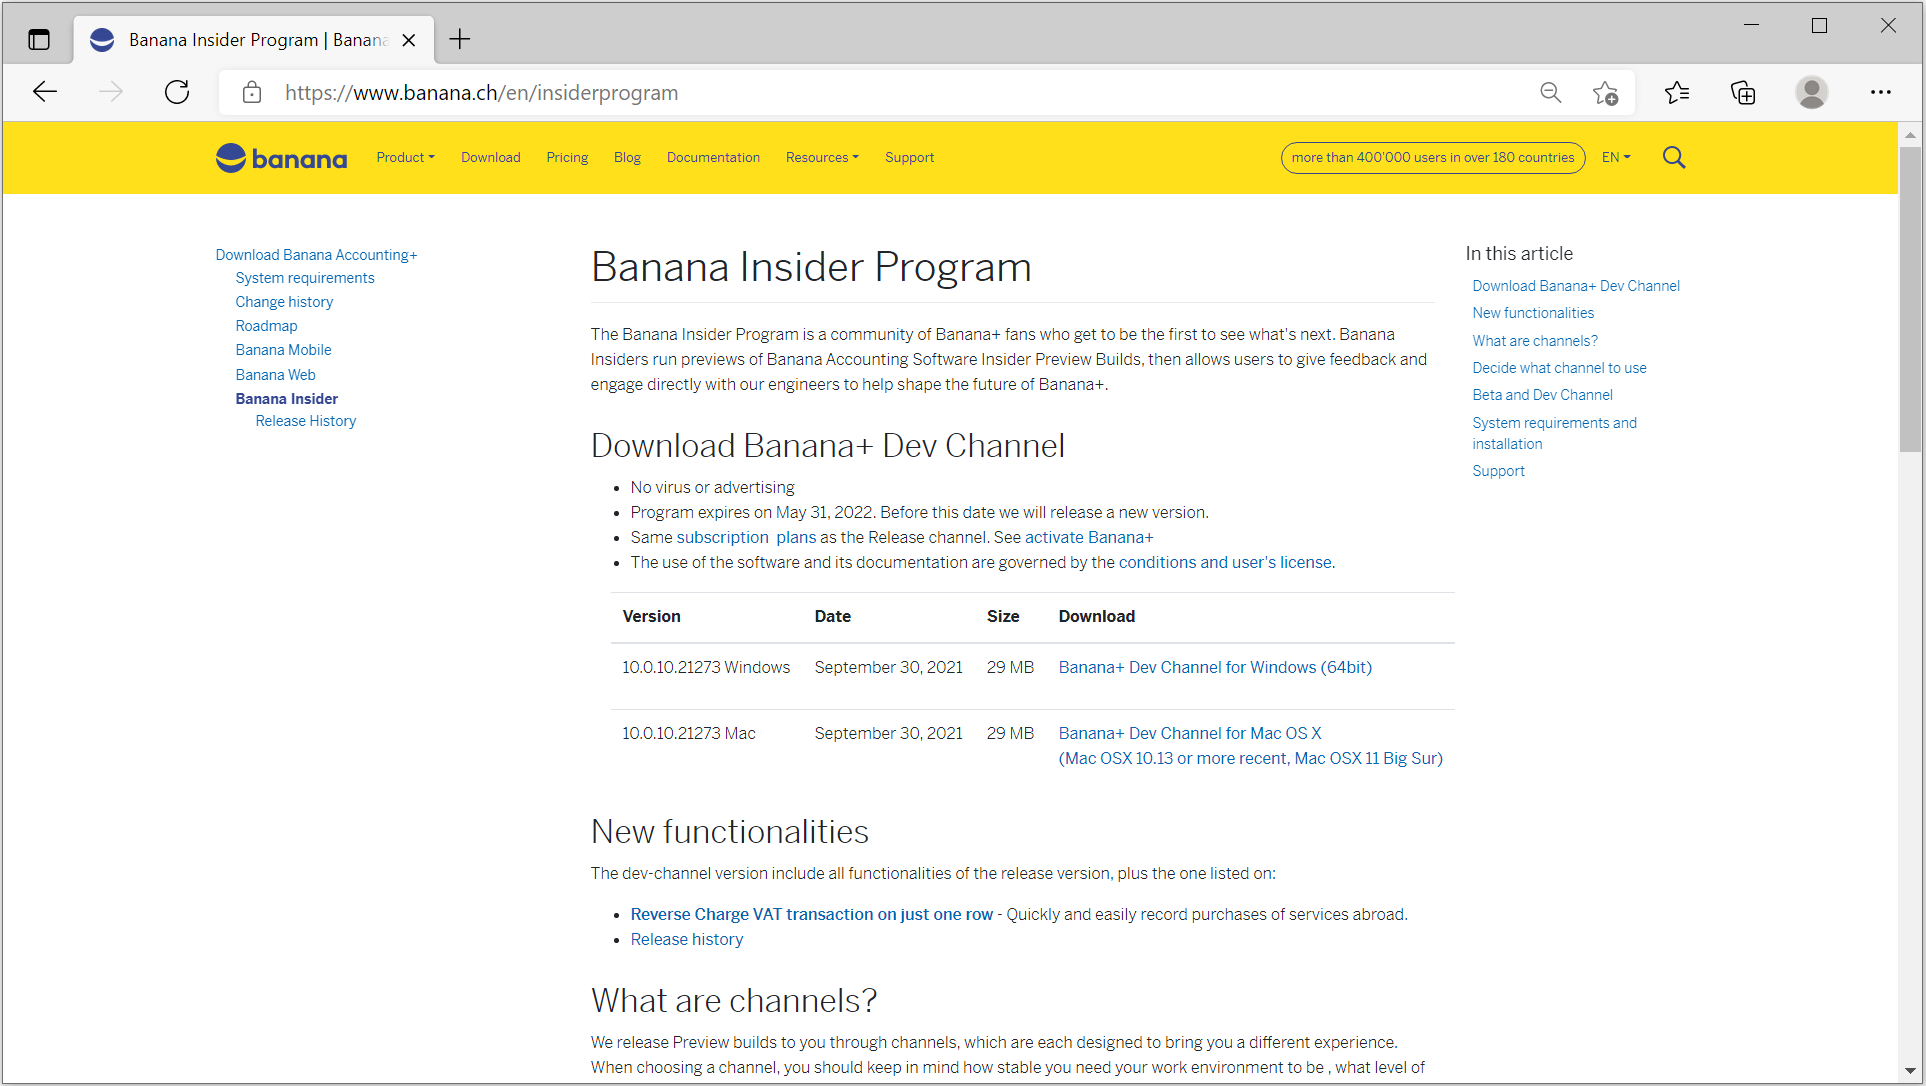 Banana Insider Program | Banana
https://www.banana.ch/en/insiderprogram
banana
Product
Download
Pricing
Blog
Documentation
Resources
Support
more than 400'000 users in over 180 countries
EN
Download Banana Accounting+
System requirements
Change history
Roadmap
Banana Mobile
Banana Web
Banana Insider
Release History
Banana Insider Program
The Banana Insider Program is a community of Banana+ fans who get to be the first to see what's next. Banana
Insiders run previews of Banana Accounting Software Insider Preview Builds, then allows users to give feedback and
engage directly with our engineers to help shape the future of Banana+.
Download Banana+ Dev Channel
No virus or advertising
Program expires on May 31, 2022. Before this date we will release a new version.
Same subscription plans as the Release channel. See activate Banana+
The use of the software and its documentation are governed by the conditions and user's license.
Version Date Size Download
10.0.10.21273 Windows September 30, 2021 29 MB Banana+ Dev Channel for Windows (64bit)
10.0.10.21273 Mac September 30, 2021 29 MB Banana+ Dev Channel for Mac OS X
(Mac OSX 10.13 or more recent, Mac OSX 11 Big Sur)
New functionalities
The dev-channel version include all functionalities of the release version, plus the one listed on:
Reverse Charge VAT transaction on just one row - Quickly and easily record purchases of services abroad.
Release history
What are channels?
We release Preview builds to you through channels, which are each designed to bring you a different experience.
When choosing a channel, you should keep in mind how stable you need your work environment to be , what level of
In this article
Download Banana+ Dev Channel
New functionalities
What are channels?
Decide what channel to use
Beta and Dev Channel
System requirements and
installation
Support